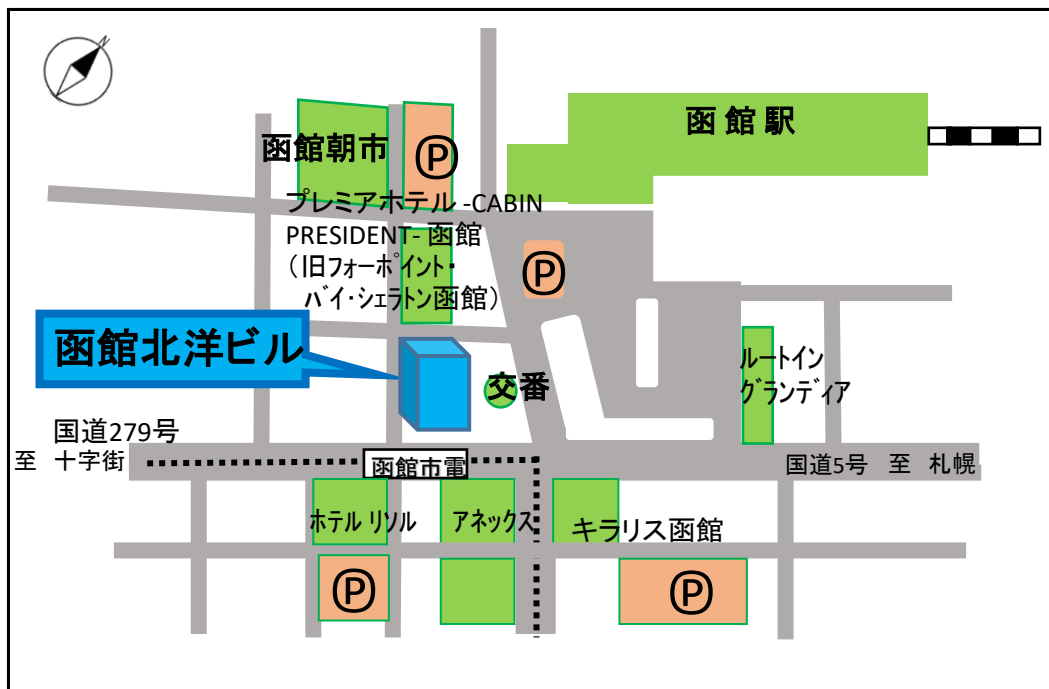 N
函館駅
函館朝市
Ⓟ
プレミアホテル -CABIN
PRESIDENT- 函館
（旧フォーポイント・
バイ・シェラトン函館）
Ⓟ
函館北洋ビル
交番
ルートイン
グランディア
国道279号
至 十字街
函館市電
国道5号 至 札幌
ホテル リソル
アネックス
キラリス函館
Ⓟ
Ⓟ